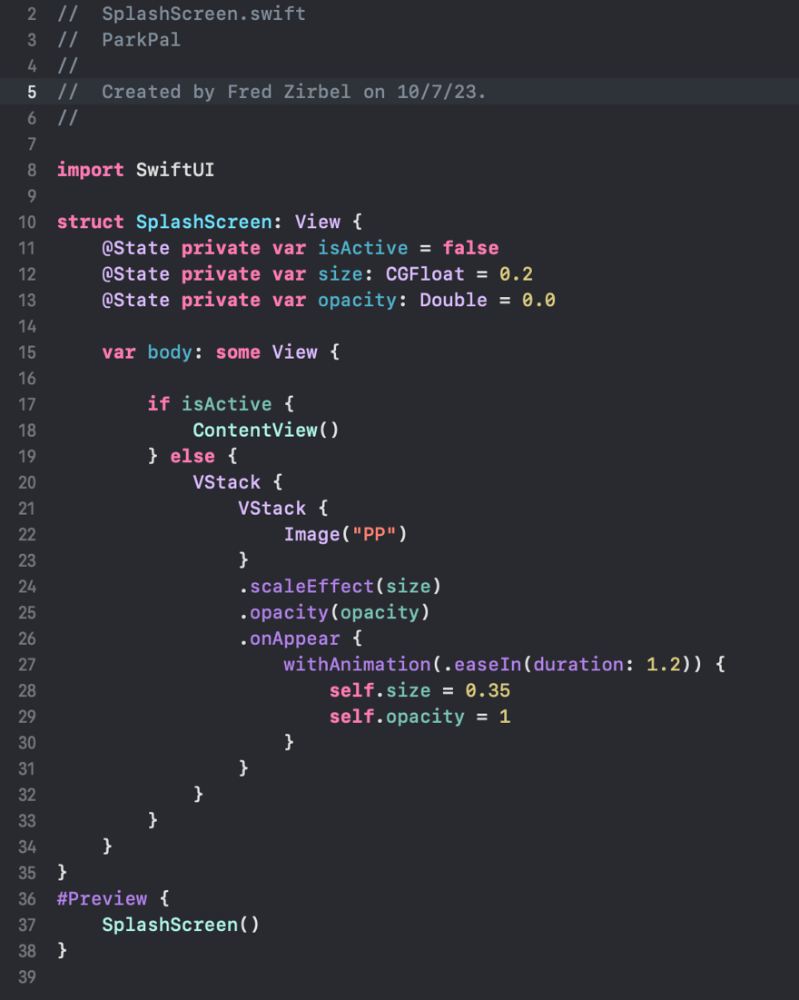 2 //  SplashScreen.swift
3 //  ParkPal
4 //
5 //  Created by Fred Zirbel on 10/7/23.
6 //
7
8 import SwiftUI
9
10 struct SplashScreen: View {
11     @State private var isActive = false
12     @State private var size: CGFloat = 0.2
13     @State private var opacity: Double = 0.0
14
15     var body: some View {
16
17         if isActive {
18             ContentView()
19         } else {
20             VStack {
21                 VStack {
22                     Image("PP")
23                 }
24                 .scaleEffect(size)
25                 .opacity(opacity)
26                 .onAppear {
27                     withAnimation(.easeIn(duration: 1.2)) {
28                         self.size = 0.35
29                         self.opacity = 1
30                     }
31                 }
32             }
33         }
34     }
35 }
36 #Preview {
37     SplashScreen()
38 }
39